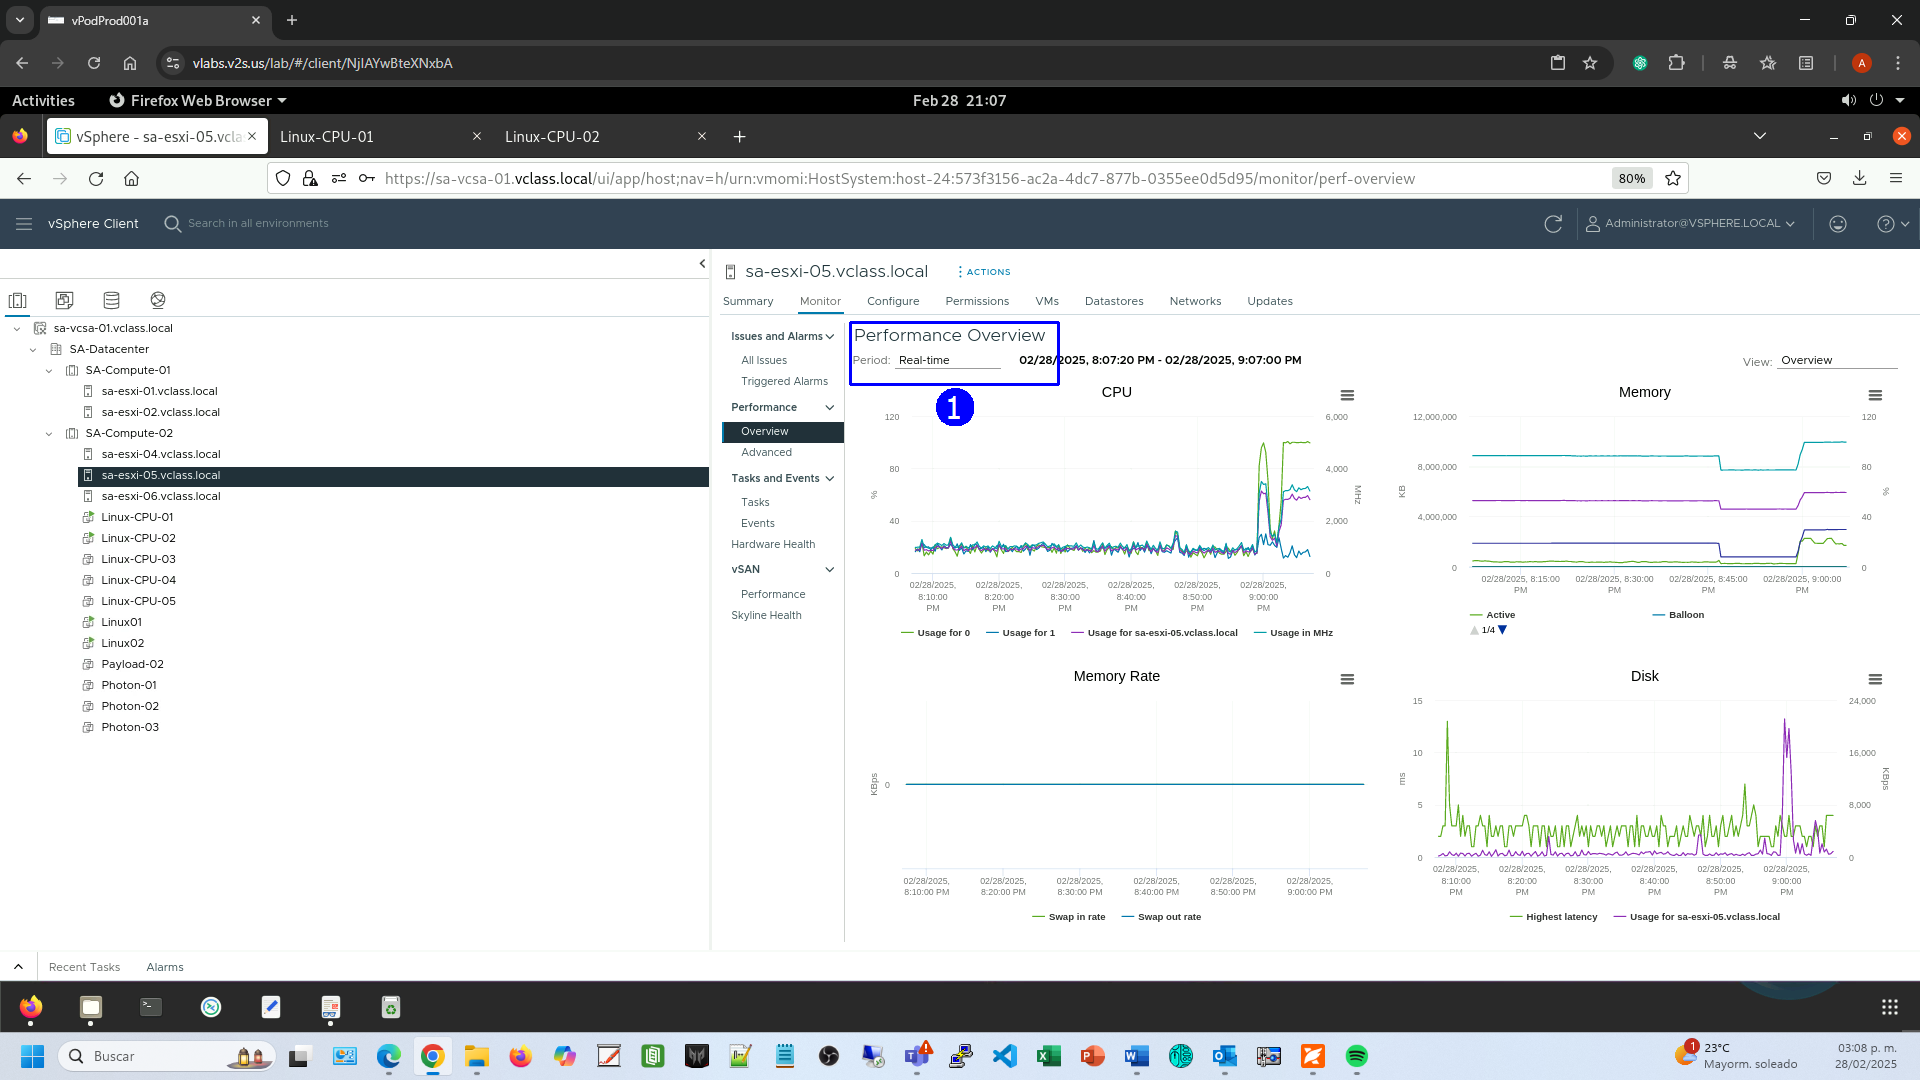 vPodProd001a
vlabs.v2s.us/lab/#/client/NjIAYwBteXNxbA
A
Activities
Firefox Web Browser
Feb 28 21:07
vSphere - sa-esxi-05.vcla
Linux-CPU-01
Linux-CPU-02
https://sa-vcsa-01.vclass.local/ui/app/host;nav=h/urn:vmomi:HostSystem:host-24:573f3156-ac2a-4dc7-877b-0355ee0d5d95/monitor/perf-overview
80%
vSphere Client
Search in all environments
Administrator@VSPHERE.LOCAL
sa-esxi-05.vclass.local
ACTIONS
Summary
Monitor
Configure
Permissions
VMs
Datastores
Networks
Updates
sa-vcsa-01.vclass.local
SA-Datacenter
SA-Compute-01
sa-esxi-01.vclass.local
sa-esxi-02.vclass.local
SA-Compute-02
sa-esxi-04.vclass.local
sa-esxi-05.vclass.local
sa-esxi-06.vclass.local
Linux-CPU-01
Linux-CPU-02
Linux-CPU-03
Linux-CPU-04
Linux-CPU-05
Linux01
Linux02
Payload-02
Photon-01
Photon-02
Photon-03
Issues and Alarms
All Issues
Triggered Alarms
Performance
Overview
Advanced
Tasks and Events
Tasks
Events
Hardware Health
vSAN
Performance
Skyline Health
Performance Overview
Period: Real-time
02/28/2025, 8:07:20 PM - 02/28/2025, 9:07:00 PM
View: Overview
1
CPU
120
80
40
0
%
6,000
4,000
2,000
0
MHz
02/28/2025, 8:10:00 PM
02/28/2025, 8:20:00 PM
02/28/2025, 8:30:00 PM
02/28/2025, 8:40:00 PM
02/28/2025, 8:50:00 PM
02/28/2025, 9:00:00 PM
Usage for 0
Usage for 1
Usage for sa-esxi-05.vclass.local
Usage in MHz
Memory
12,000,000
8,000,000
4,000,000
0
KB
120
80
40
0
%
02/28/2025, 8:15:00 PM
02/28/2025, 8:30:00 PM
02/28/2025, 8:45:00 PM
02/28/2025, 9:00:00 PM
Active
Balloon
1/4
Memory Rate
KBps
0
02/28/2025, 8:10:00 PM
02/28/2025, 8:20:00 PM
02/28/2025, 8:30:00 PM
02/28/2025, 8:40:00 PM
02/28/2025, 8:50:00 PM
02/28/2025, 9:00:00 PM
Swap in rate
Swap out rate
Disk
15
10
5
0
ms
24,000
16,000
8,000
0
KBps
02/28/2025, 8:10:00 PM
02/28/2025, 8:20:00 PM
02/28/2025, 8:30:00 PM
02/28/2025, 8:40:00 PM
02/28/2025, 8:50:00 PM
02/28/2025, 9:00:00 PM
Highest latency
Usage for sa-esxi-05.vclass.local
Recent Tasks
Alarms
Buscar
1
23°C
Mayorm. soleado
03:08 p. m.
28/02/2025